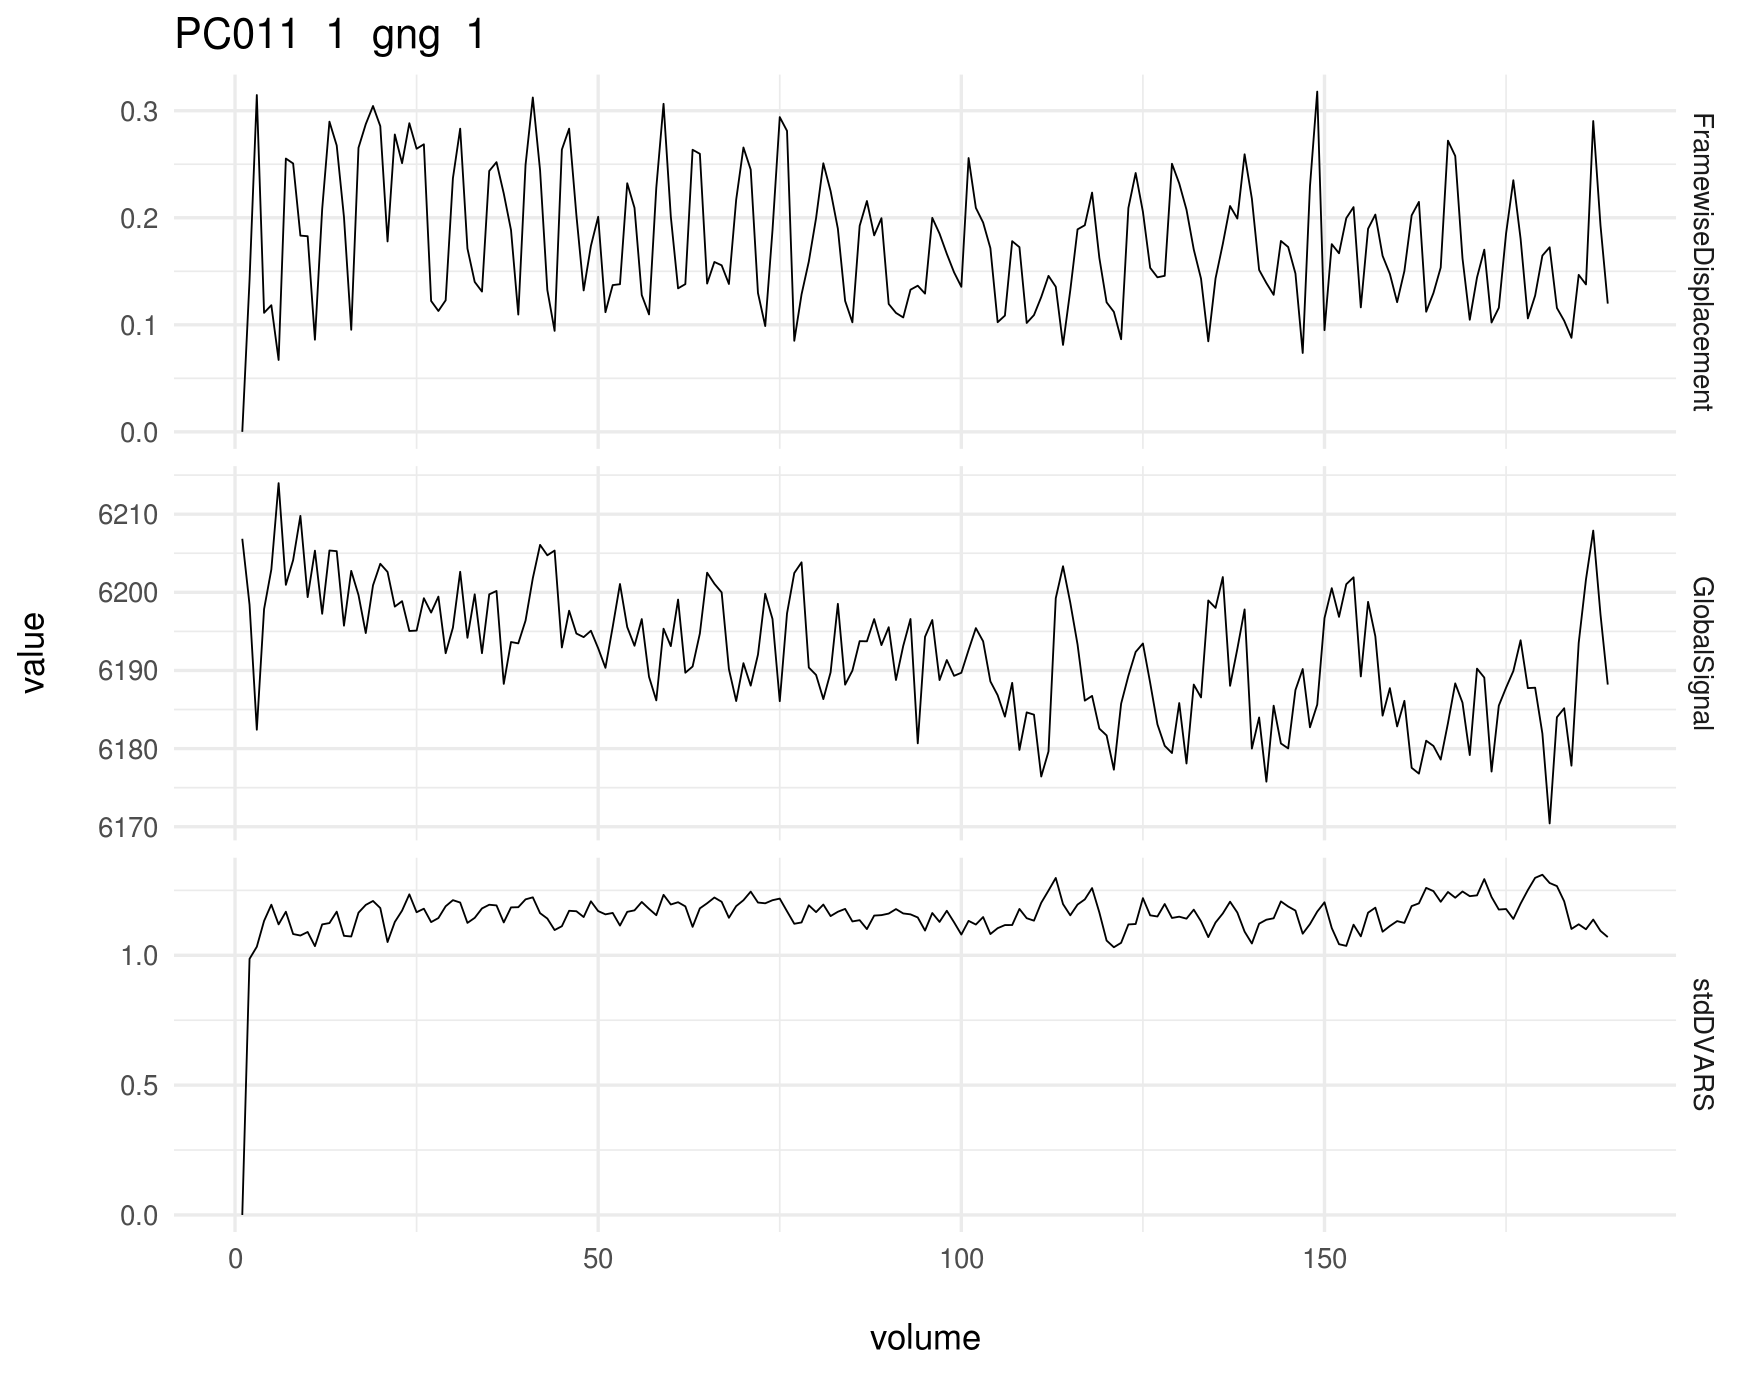 PC011 1 gng 1
0.3
0.2
0.1
0.0
FramewiseDisplacement
6210
6200
6190
6180
6170
GlobalSignal
1.0
0.5
0.0
stdDVARS
value
0 50 100 150
volume